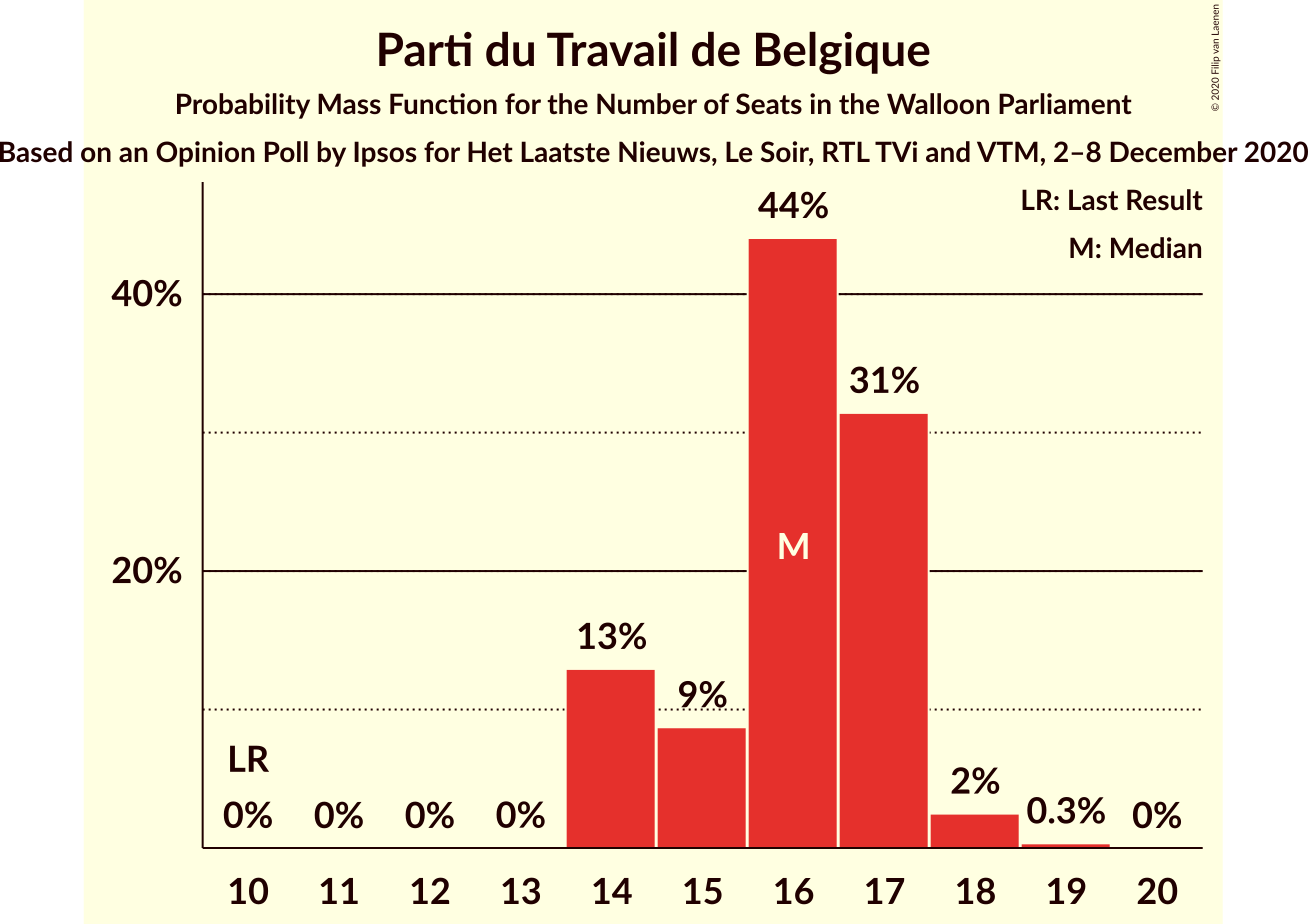 Parti du Travail de Belgique
Probability Mass Function for the Number of Seats in the Walloon Parliament
Based on an Opinion Poll by Ipsos for Het Laatste Nieuws, Le Soir, RTL TVi and VTM, 2–8 December 2020
© 2020 Filip van Laenen
LR: Last Result
M: Median
44%
40%
31%
M
20%
13%
9%
LR
0% 0% 0% 0% 2% 0.3% 0%
10 11 12 13 14 15 16 17 18 19 20